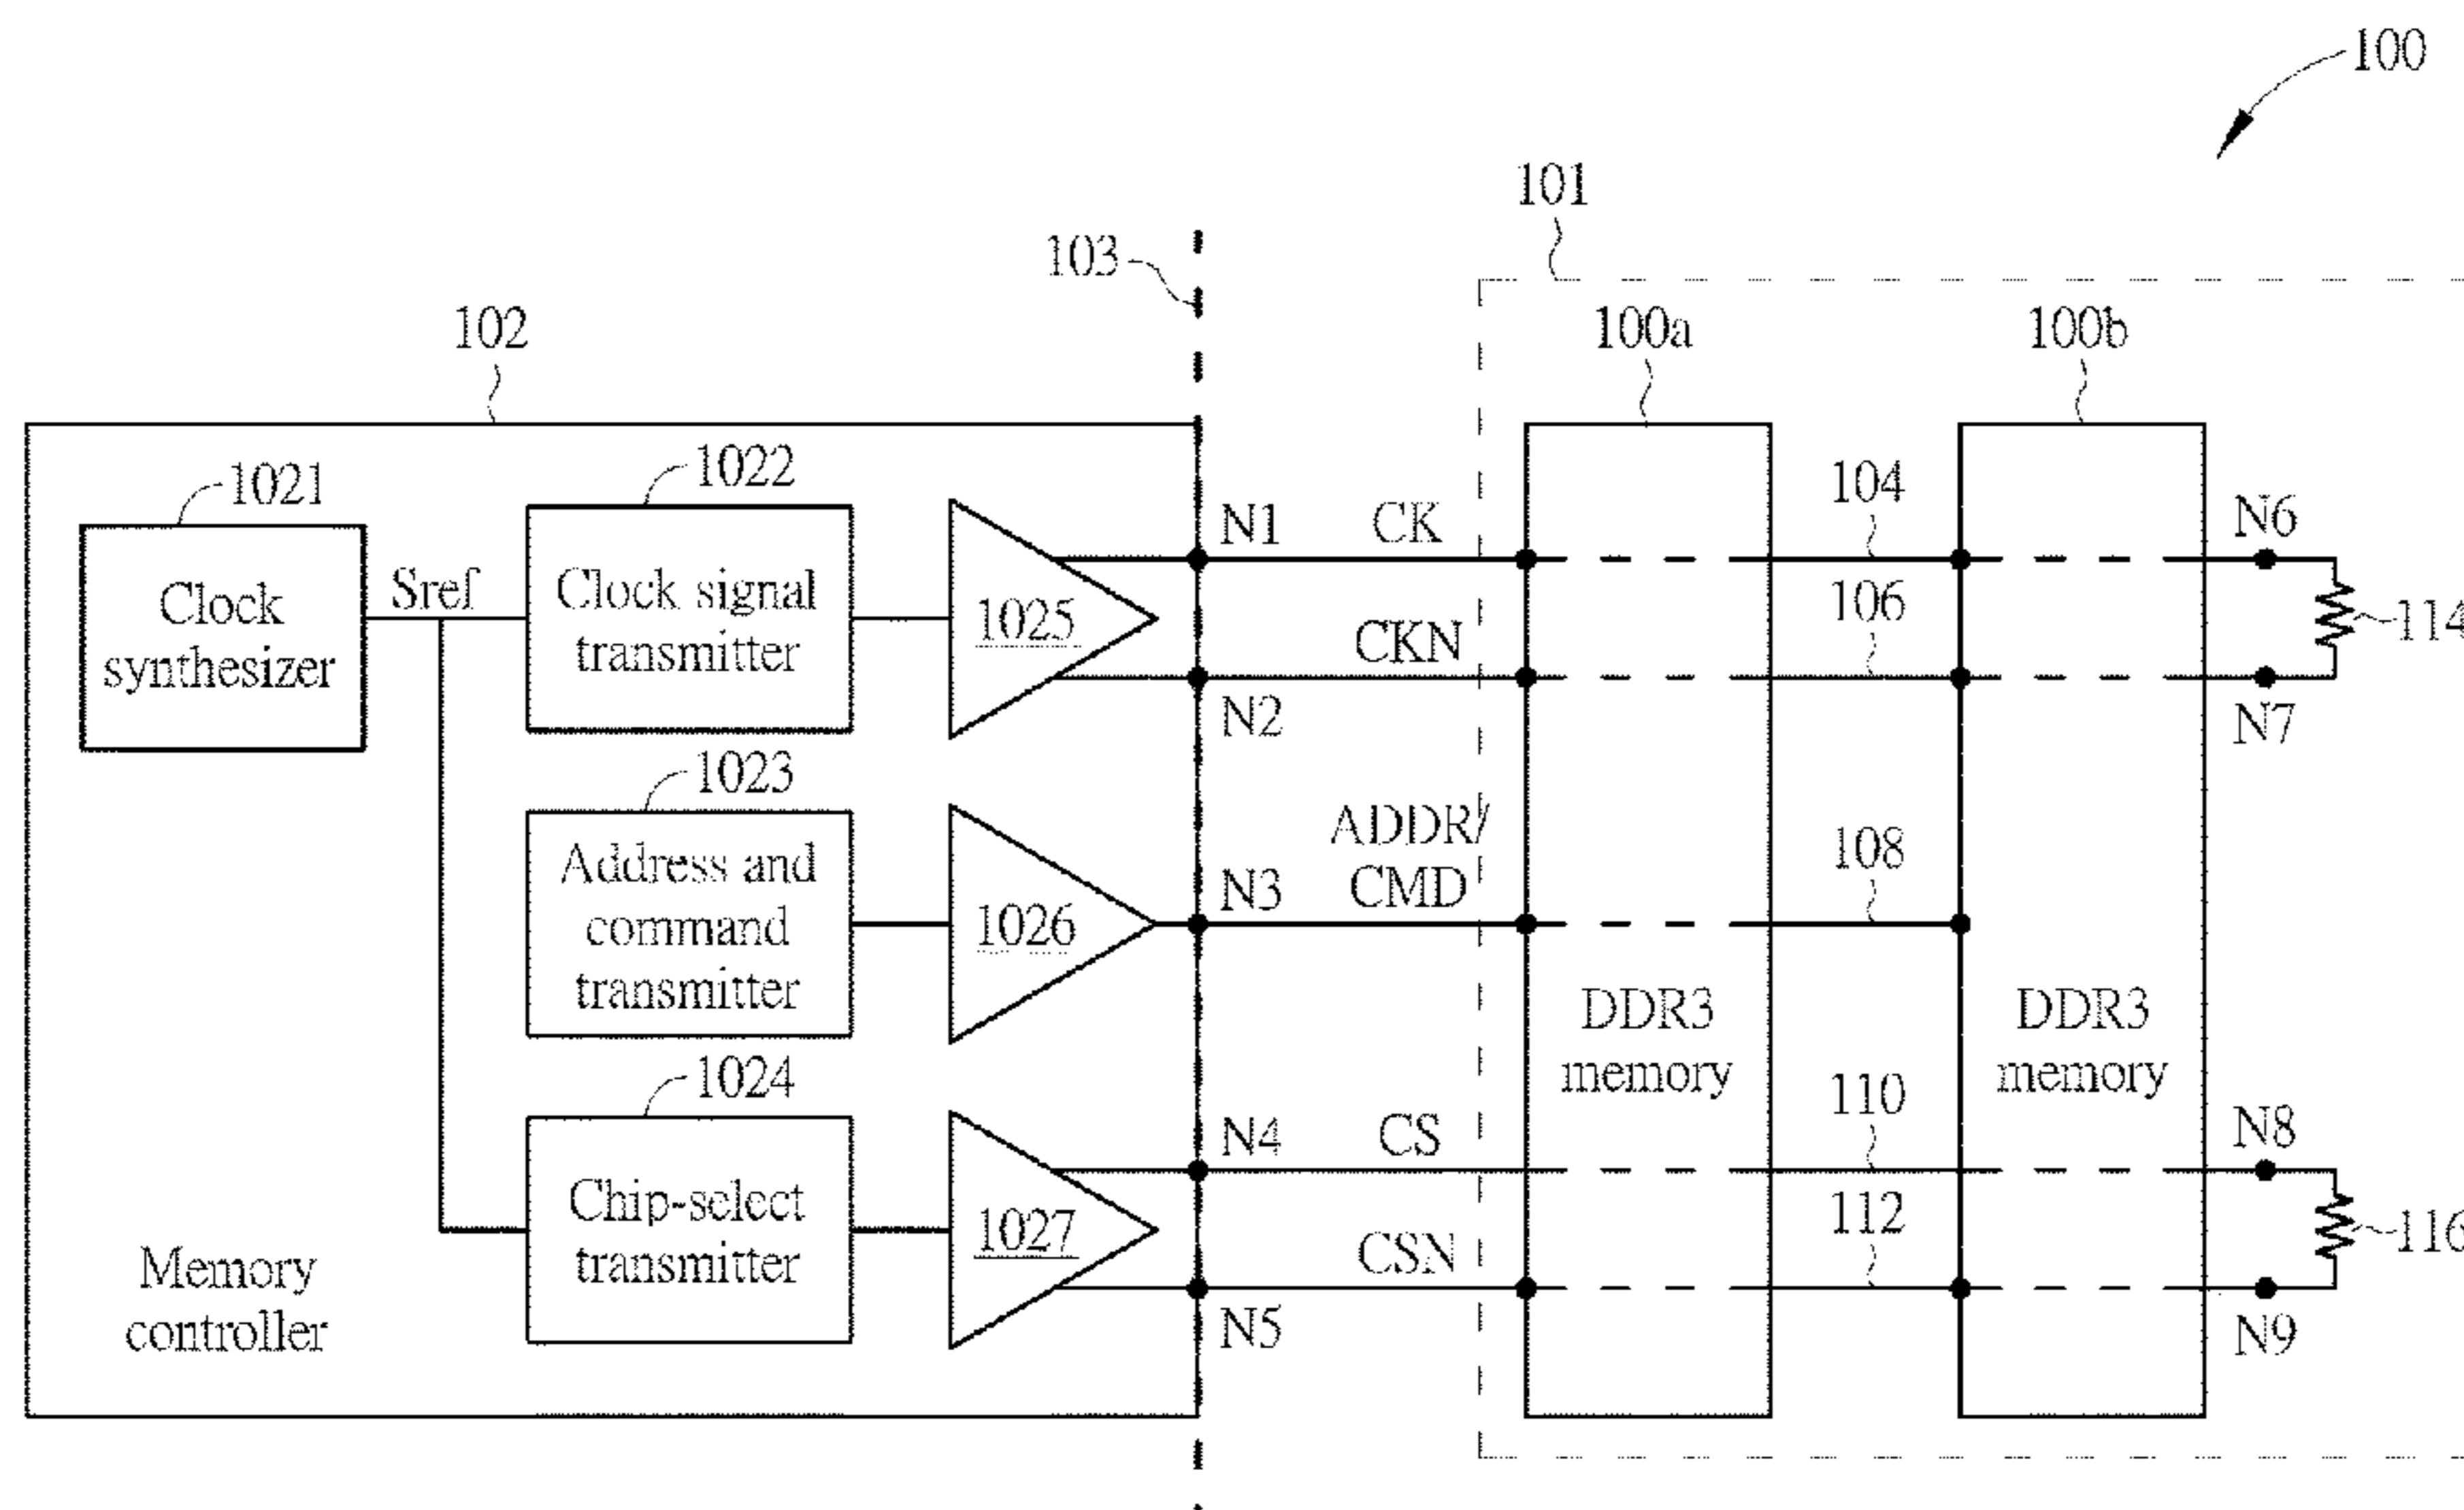 100
101
103
102
100a
100b
1021
1022
Clock
synthesizer
Sref
Clock signal
transmitter
1025
N1
CK
CKN
N2
104
106
N6
114
N7
1023
Address and
command
transmitter
1026
N3
ADDR/
CMD
108
DDR3
memory
DDR3
memory
1024
Chip-select
transmitter
1027
N4
CS
CSN
N5
110
112
N8
116
N9
Memory
controller